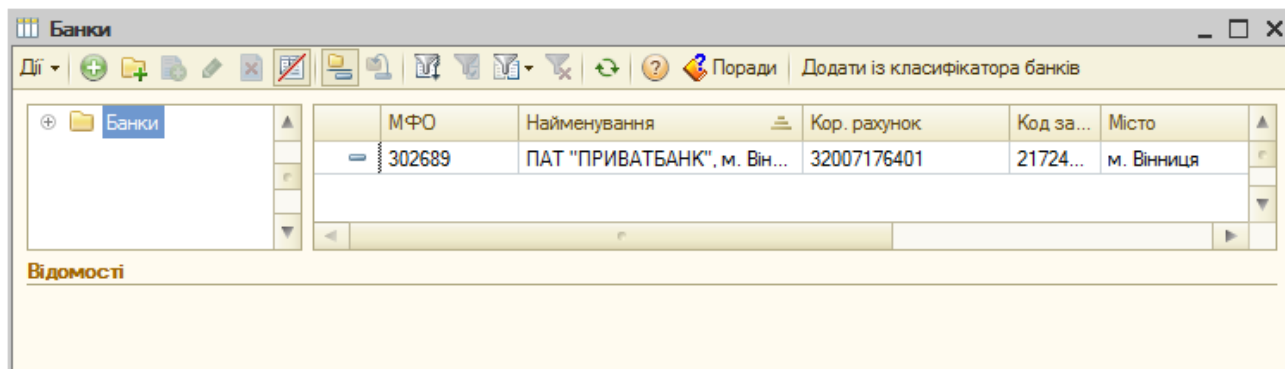 Банки
Дії Поради Додати із класифікатора банків
Банки
МФО Найменування Кор. рахунок Код за... Місто
302689 ПАТ "ПРИВАТБАНК", м. Він... 32007176401 21724... м. Вінниця
Відомості